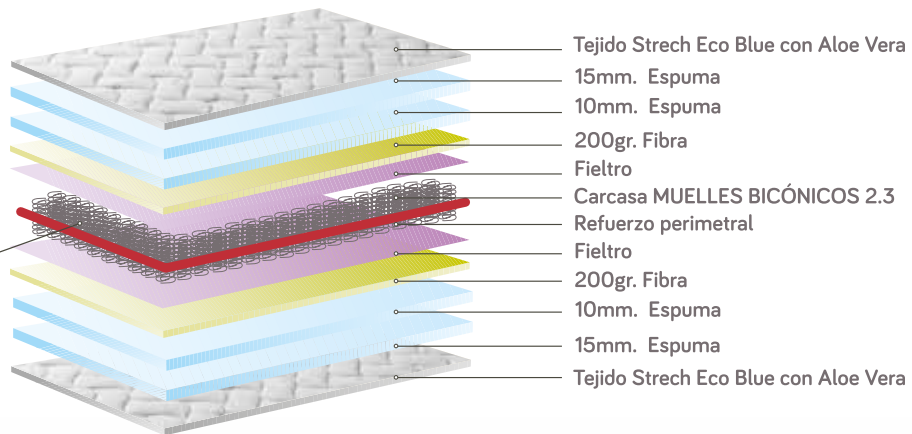 Tejido Strech Eco Blue con Aloe Vera
15mm. Espuma
10mm. Espuma
200gr. Fibra
Fieltro
Carcasa MUELLES BICÓNICOS 2.3
Refuerzo perimetral
Fieltro
200gr. Fibra
10mm. Espuma
15mm. Espuma
Tejido Strech Eco Blue con Aloe Vera